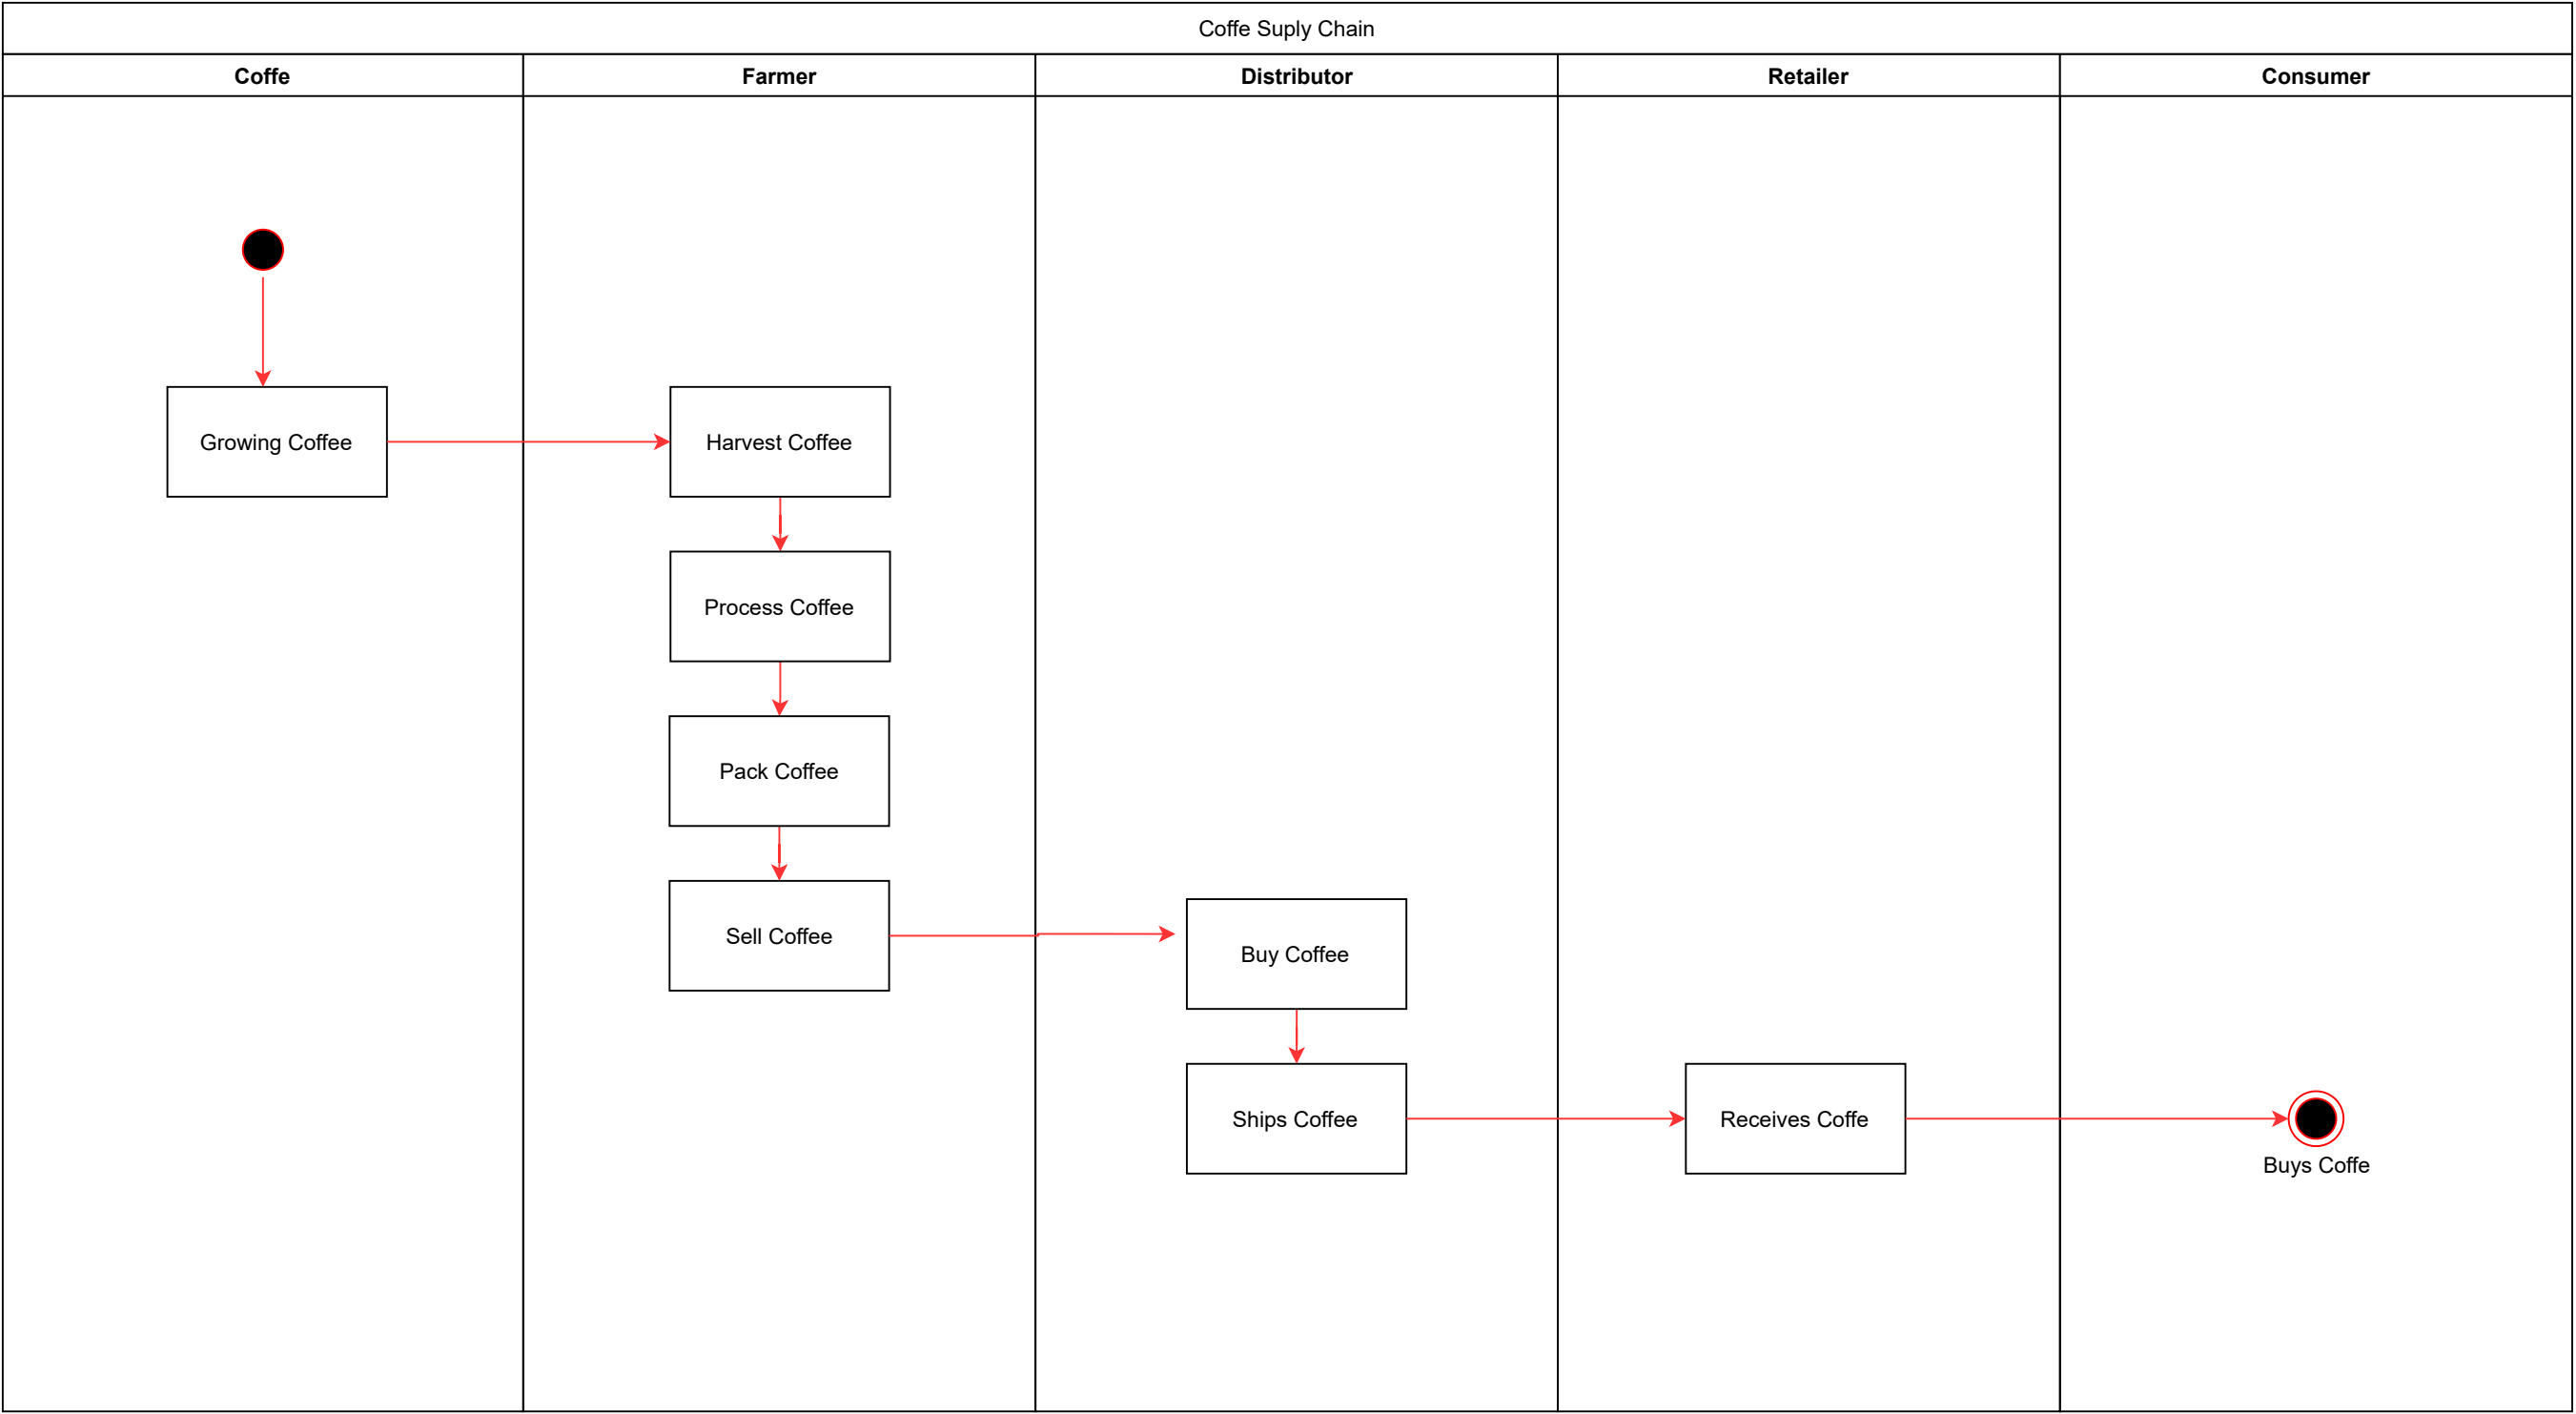 Coffe Suply Chain
Coffe
Farmer
Distributor
Retailer
Consumer
Growing Coffee
Harvest Coffee
Process Coffee
Pack Coffee
Sell Coffee
Buy Coffee
Ships Coffee
Receives Coffe
Buys Coffe